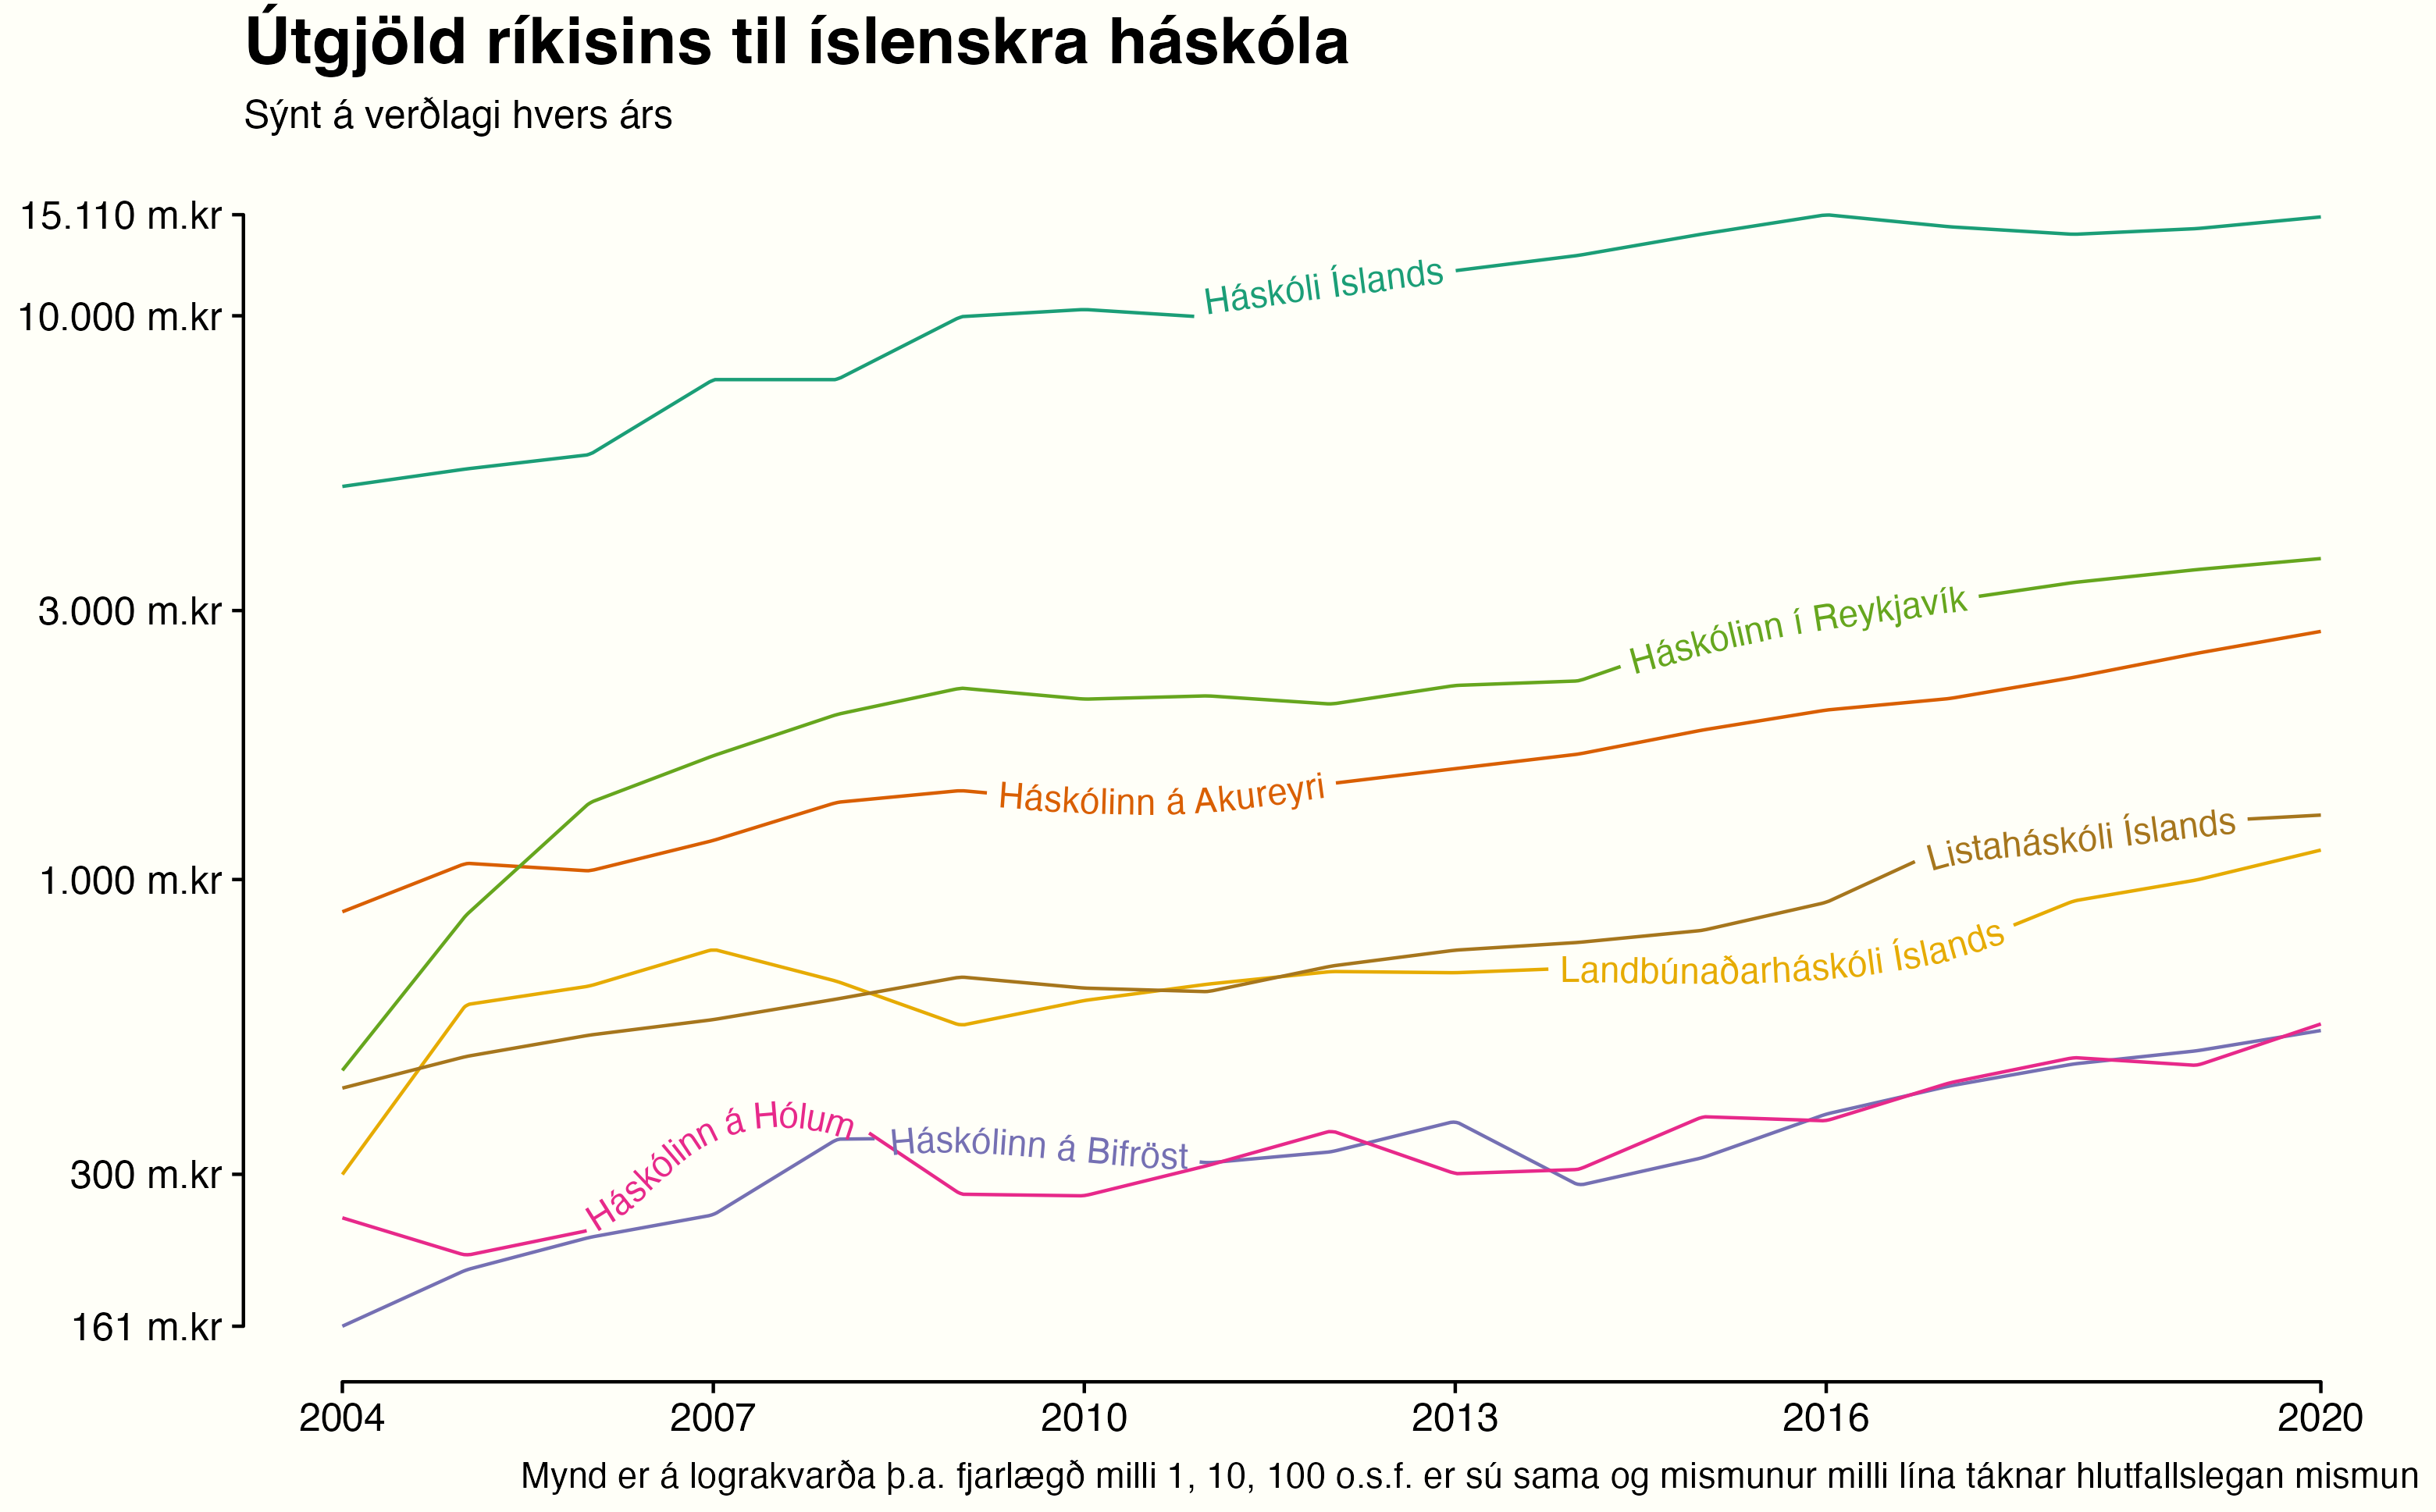 Útgjöld ríkisins til íslenskra háskóla
Sýnt á verðlagi hvers árs
15.110 m.kr
10.000 m.kr
3.000 m.kr
1.000 m.kr
300 m.kr
161 m.kr
Háskóli Íslands
Háskólinn í Reykjavík
Háskólinn á Akureyri
Listaháskóli Íslands
Landbúnaðarháskóli Íslands
Háskólinn á Hólum
Háskólinn á Bifröst
2004 2007 2010 2013 2016 2020
Mynd er á lograkvarða þ.a. fjarlægð milli 1, 10, 100 o.s.f. er sú sama og mismunur milli lína táknar hlutfallslegan mismun